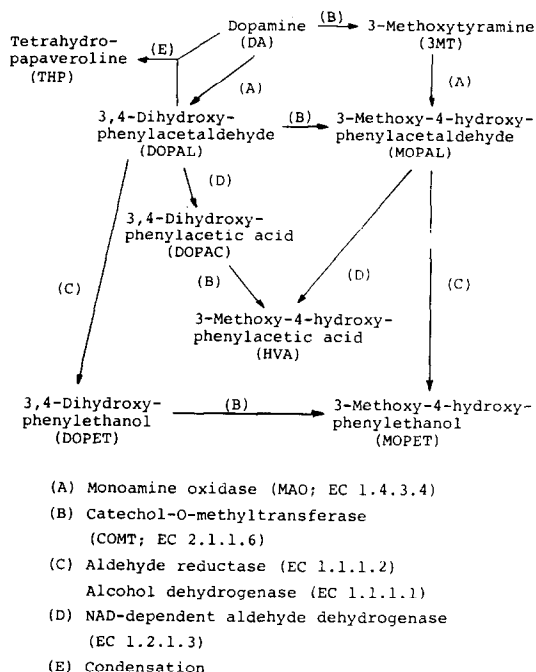 Dopamine (B) 3-Methoxytyramine
(DA) (3MT)
Tetrahydro-
papaveroline
(THP)
(E)
(A) (A)
3,4-Dihydroxy-
phenylacetaldehyde
(DOPAL)
(B)
3-Methoxy-4-hydroxy-
phenylacetaldehyde
(MOPAL)
(D)
3,4-Dihydroxy-
phenylacetic acid
(DOPAC)
(B)
(D)
(C)
(C)
3-Methoxy-4-hydroxy-
phenylacetic acid
(HVA)
3,4-Dihydroxy-
phenylethanol
(DOPET)
(B)
3-Methoxy-4-hydroxy-
phenylethanol
(MOPET)
(A) Monoamine oxidase (MAO; EC 1.4.3.4)
(B) Catechol-O-methyltransferase
(COMT; EC 2.1.1.6)
(C) Aldehyde reductase (EC 1.1.1.2)
Alcohol dehydrogenase (EC 1.1.1.1)
(D) NAD-dependent aldehyde dehydrogenase
(EC 1.2.1.3)
(E) Condensation